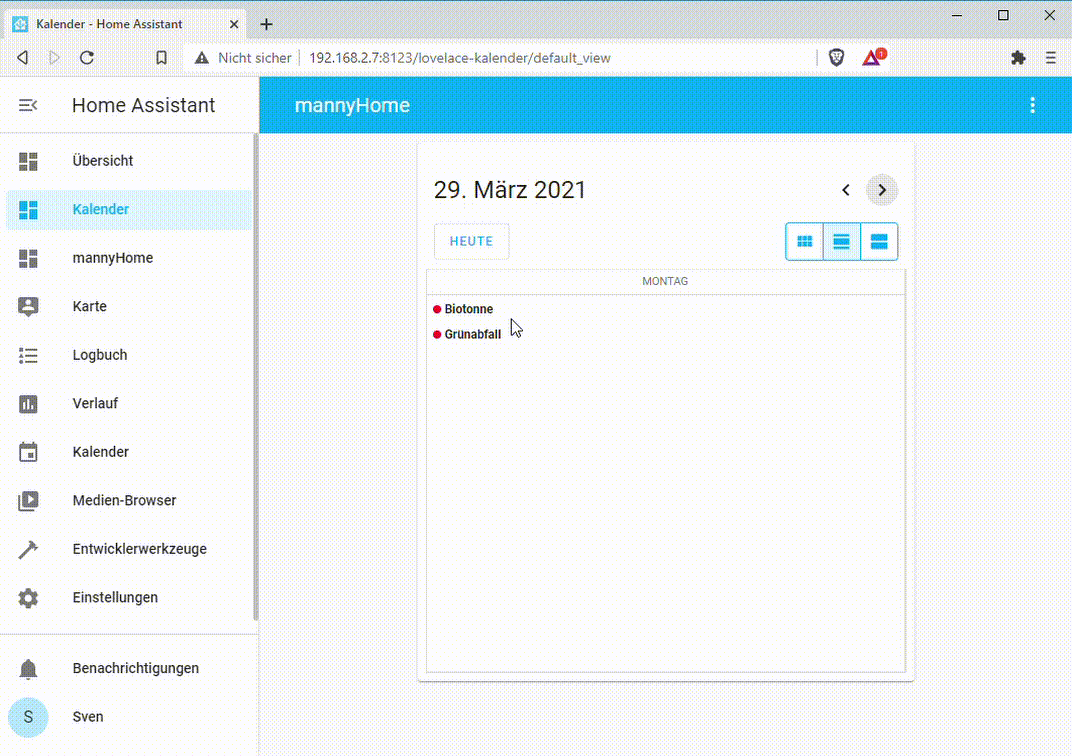 Kalender - Home Assistant
Nicht sicher
192.168.2.7:8123/lovelace-kalender/default_view
1
Home Assistant
mannyHome
Übersicht
Kalender
mannyHome
Karte
Logbuch
Verlauf
Kalender
Medien-Browser
Entwicklerwerkzeuge
Einstellungen
Benachrichtigungen
S
Sven
29. März 2021
HEUTE
MONTAG
Biotonne
Grünabfall